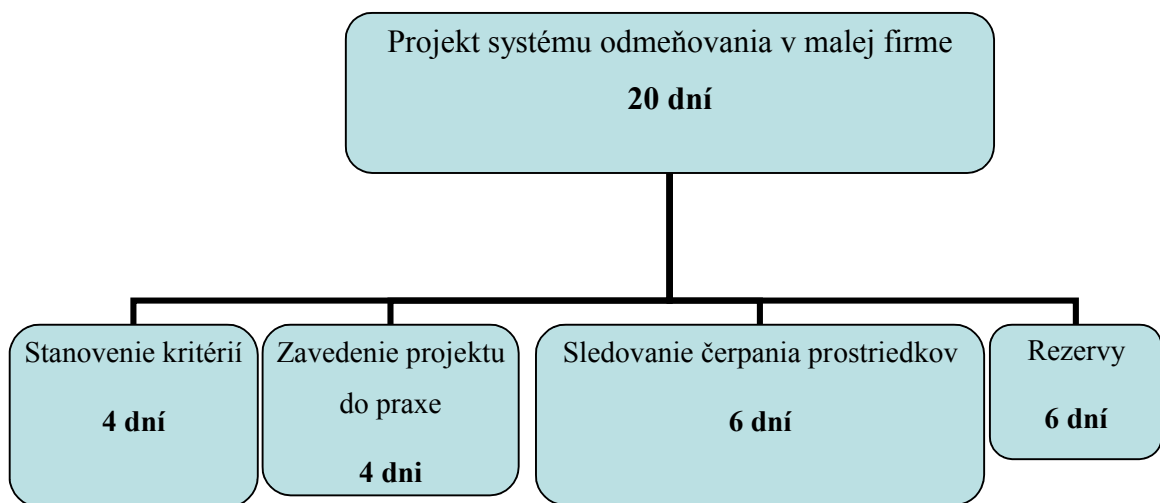 Projekt systému odmeňovania v malej firme
20 dní
Stanovenie kritérií
4 dní
Zavedenie projektu
do praxe
4 dni
Sledovanie čerpania prostriedkov
6 dní
Rezervy
6 dní